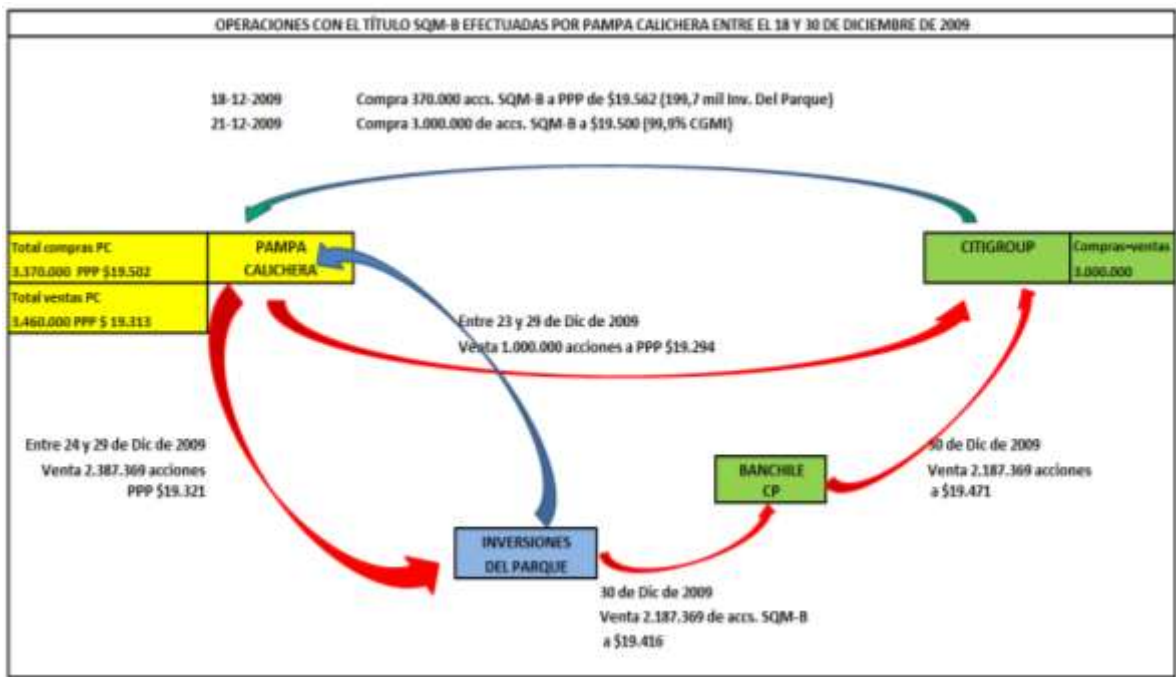 OPERACIONES CON EL TÍTULO SQM-B EFECTUADAS POR PAMPA CALICHERA ENTRE EL 18 Y 30 DE DICIEMBRE DE 2009
18-12-2009 Compra 370.000 accs. SQM-B a PPP de $19.562 (199,7 mil Inv. Del Parque)
21-12-2009 Compra 3.000.000 de accs. SQM-B a $19.500 (99,9% CGMI)
Total compras PC
3.370.000 PPP $19.502
PAMPA
CALICHERA
Total ventas PC
3.460.000 PPP $ 19.313
CITIGROUP
Compras-ventas
3.000.000
Entre 23 y 29 de Dic de 2009
Venta 1.000.000 acciones a PPP $19.294
Entre 24 y 29 de Dic de 2009
Venta 2.387.369 acciones
PPP $19.321
BANCHILE
CP
30 de Dic de 2009
Venta 2.187.369 acciones
a $19.471
INVERSIONES
DEL PARQUE
30 de Dic de 2009
Venta 2.187.369 de accs. SQM-B
a $19.416